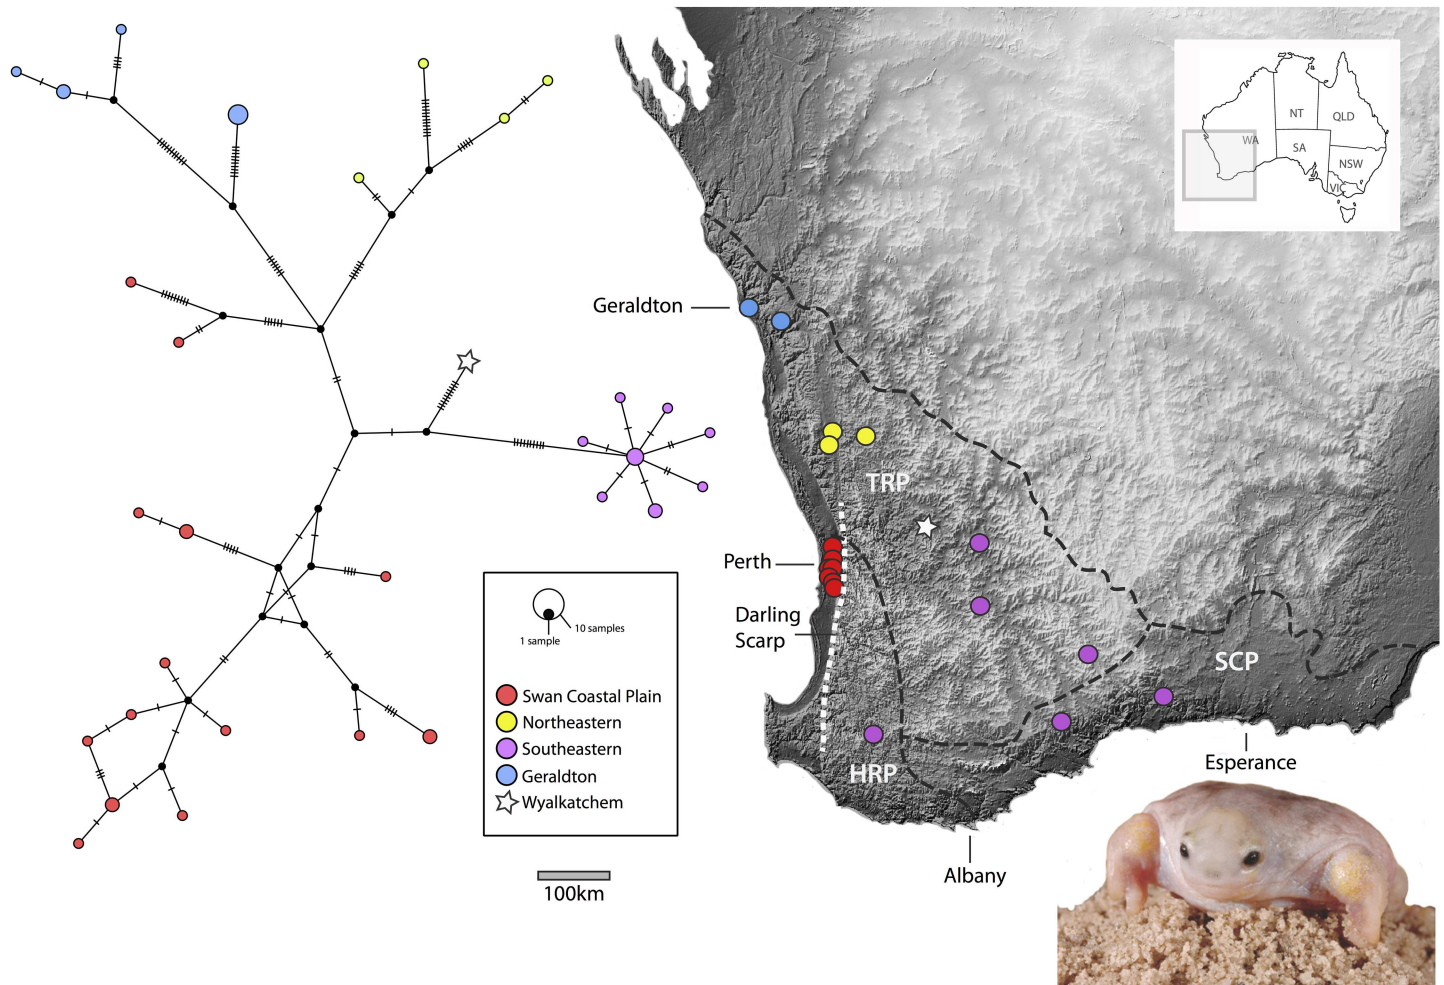 NT
QLD
WA
SA
NSW
VIC
Geraldton
TRP
Perth
Darling
Scarp
SCP
HRP
Esperance
Albany
1 sample
10 samples
Swan Coastal Plain
Northeastern
Southeastern
Geraldton
Wyalkatchem
100km